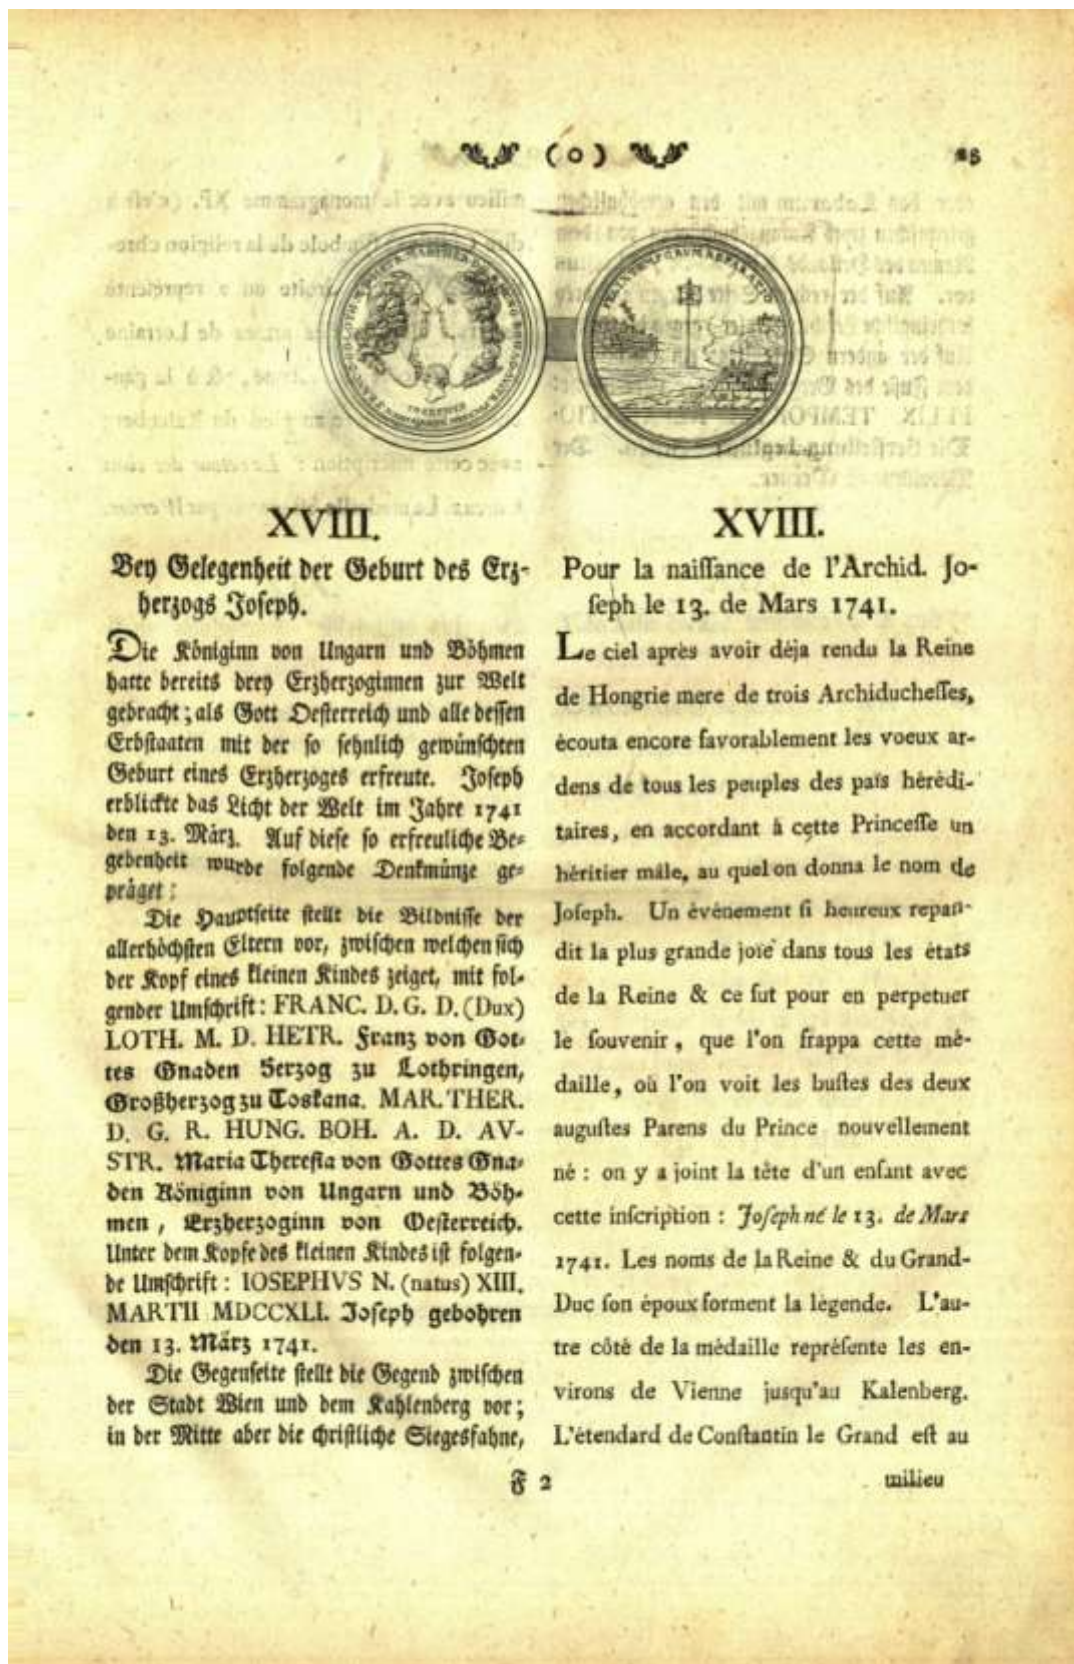 ( o )
XVIII.
Bey Gelegenheit der Geburt des Erz-
herzogs Joseph.
Die Königinn von Ungarn und Böhmen
hatte bereits drey Erzherzoginnen zur Welt
gebracht; als Gott Oesterreich und alle dessen
Erbstaaten mit der so sehnlich gewünschten
Geburt eines Erzherzoges erfreute. Joseph
erblickte das Licht der Welt im Jahre 1741
den 13. März. Auf diese so erfreuliche Be-
gebenheit wurde folgende Denkmünze ge-
präget:
Die Hauptseite stellt die Bildnisse der
allerhöchsten Eltern vor, zwischen welchen sich
der Kopf eines kleinen Kindes zeiget, mit fol-
gender Umschrift: FRANC. D. G. D. (Dux)
LOTH. M. D. HETR. Franz von Got-
tes Gnaden Herzog zu Lothringen,
Großherzog zu Toskana. MAR. THER.
D. G. R. HUNG. BOH. A. D. AV-
STR. Maria Theresia von Gottes Gna-
den Königinn von Ungarn und Böh-
men, Erzherzoginn von Oesterreich.
Unter dem Kopfe des kleinen Kindes ist folgen-
de Umschrift: IOSEPHVS N. (natus) XIII.
MARTII MDCCXLI. Joseph gebohren
den 13. März 1741.
Die Gegenseite stellt die Gegend zwischen
der Stadt Wien und dem Kahlenberg vor;
in der Mitte aber die christliche Siegesfahne,
XVIII.
Pour la naiſſance de l'Archid. Jo-
ſeph le 13. de Mars 1741.
Le ciel après avoir déja rendu la Reine
de Hongrie mere de trois Archiducheſſes,
écouta encore favorablement les voeux ar-
dens de tous les peuples des païs hérédi-
taires, en accordant à cette Princeſſe un
héritier mâle, au quel on donna le nom de
Joſeph. Un évènement ſi heureux repan-
dit la plus grande joïe dans tous les états
de la Reine & ce fut pour en perpetuer
le ſouvenir, que l'on frappa cette mé-
daille, où l'on voit les buſtes des deux
auguſtes Parens du Prince nouvellement
né : on y a joint la tête d'un enfant avec
cette inſcription : Joſeph né le 13. de Mars
1741. Les noms de la Reine & du Grand-
Duc ſon époux forment la légende. L'au-
tre côté de la médaille repréſente les en-
virons de Vienne jusqu'au Kalenberg.
L'étendard de Conſtantin le Grand eſt au
F 2
milieu